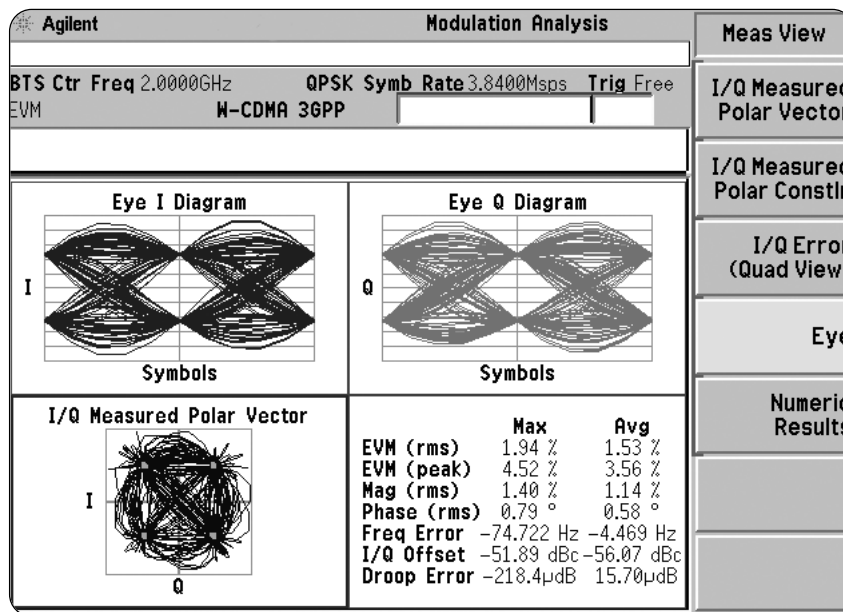 Agilent
Modulation Analysis
BTS Ctr Freq 2.0000GHz QPSK Symb Rate 3.8400Msps Trig Free
EVM W-CDMA 3GPP
Eye I Diagram
I
Symbols
Eye Q Diagram
Q
Symbols
I/Q Measured Polar Vector
I
Q
Max Avg
EVM (rms) 1.94 % 1.53 %
EVM (peak) 4.52 % 3.56 %
Mag (rms) 1.40 % 1.14 %
Phase (rms) 0.79 ° 0.58 °
Freq Error -74.722 Hz -4.469 Hz
I/Q Offset -51.89 dBc -56.07 dBc
Droop Error -218.4µdB 15.70µdB
Meas View
I/Q Measured
Polar Vector
I/Q Measured
Polar Constln
I/Q Error
(Quad View
Eye
Numeric
Results